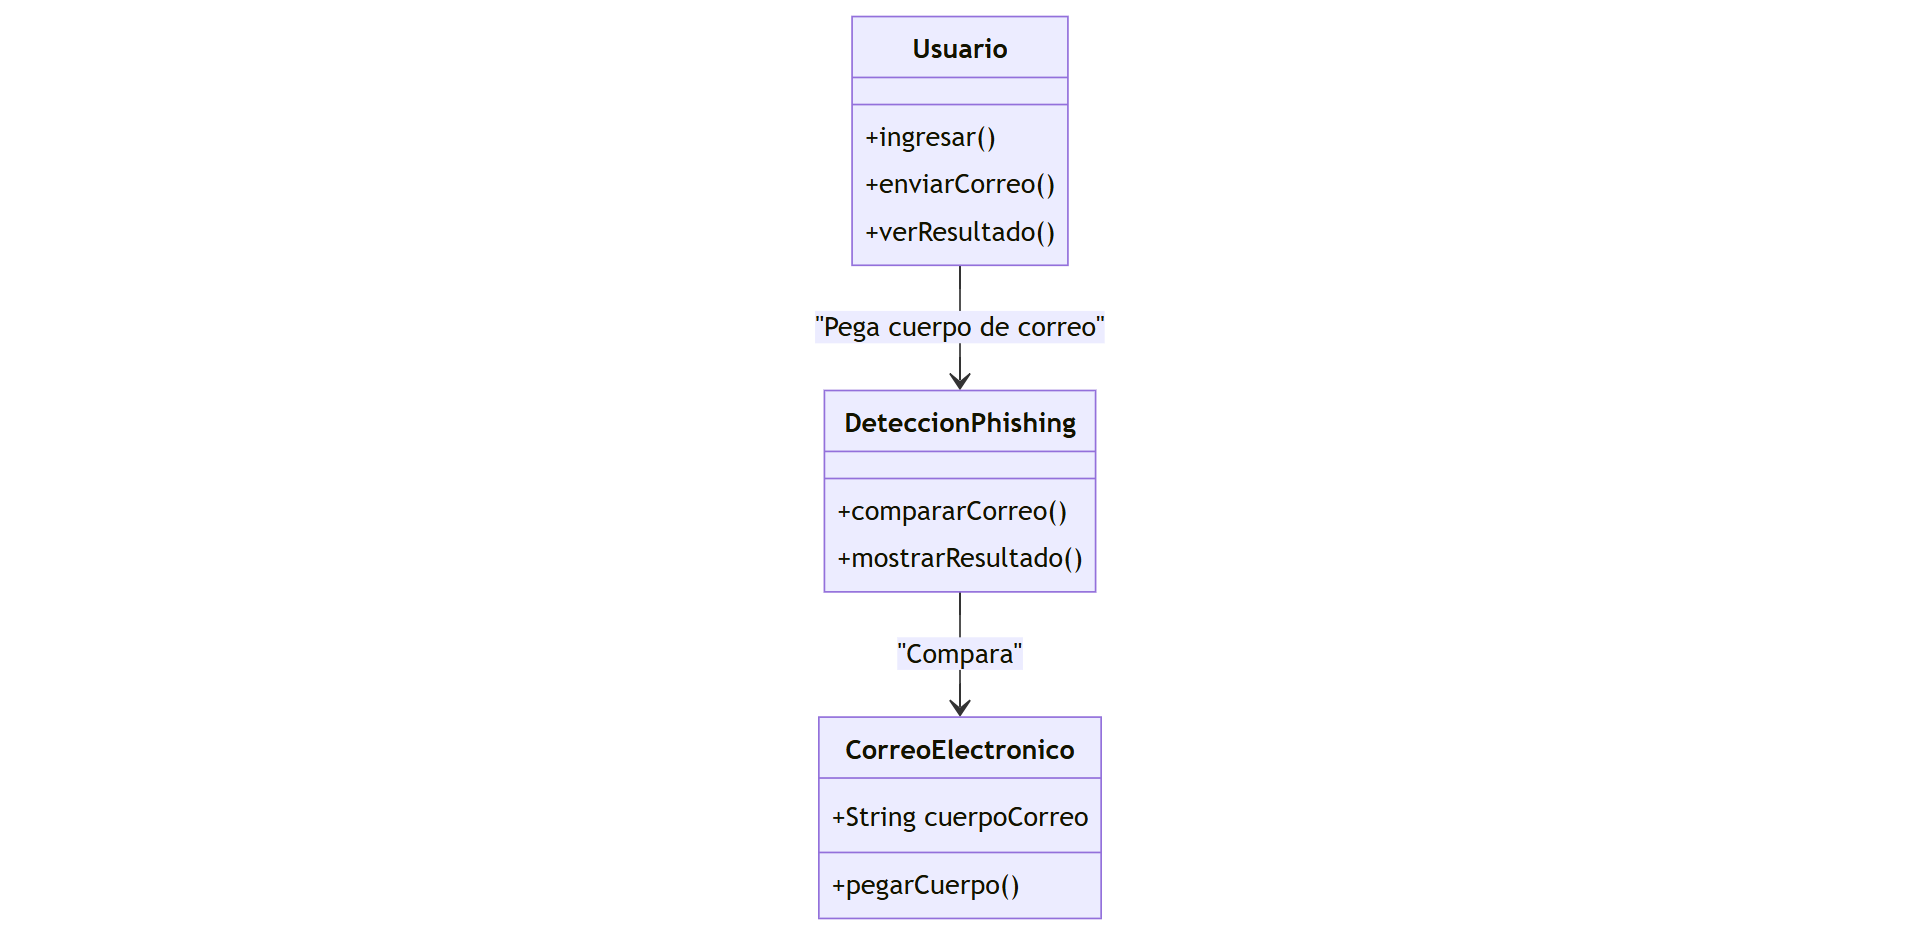 Usuario
+ingresar()
+enviarCorreo()
+verResultado()
"Pega cuerpo de correo"
DeteccionPhishing
+compararCorreo()
+mostrarResultado()
"Compara"
CorreoElectronico
+String cuerpoCorreo
+pegarCuerpo()